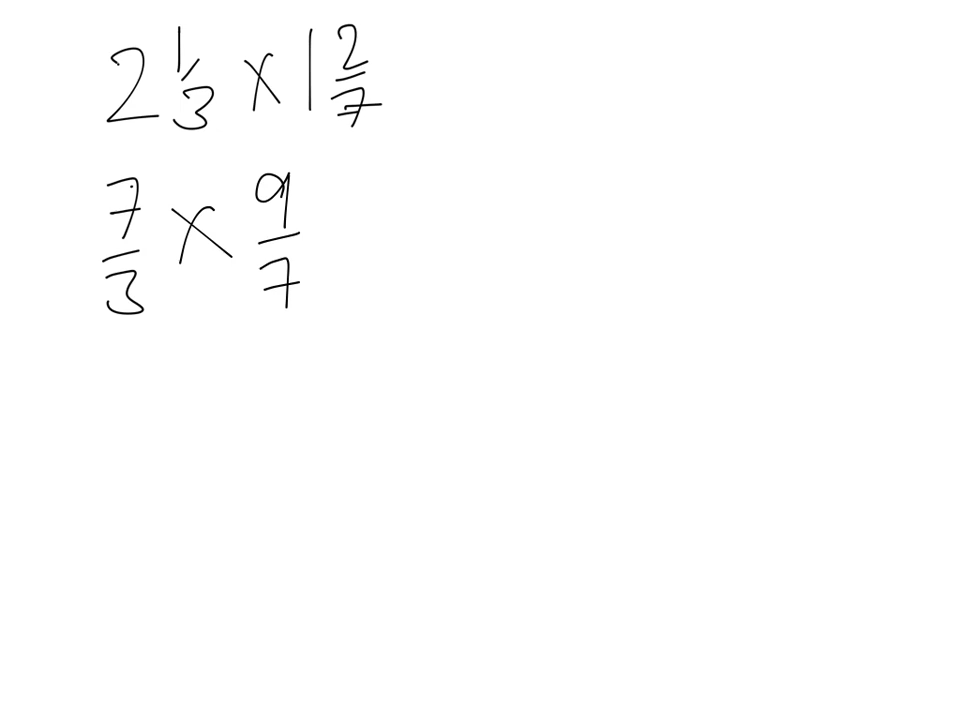 2 1/3 × 1 2/7
7/3 × 9/7